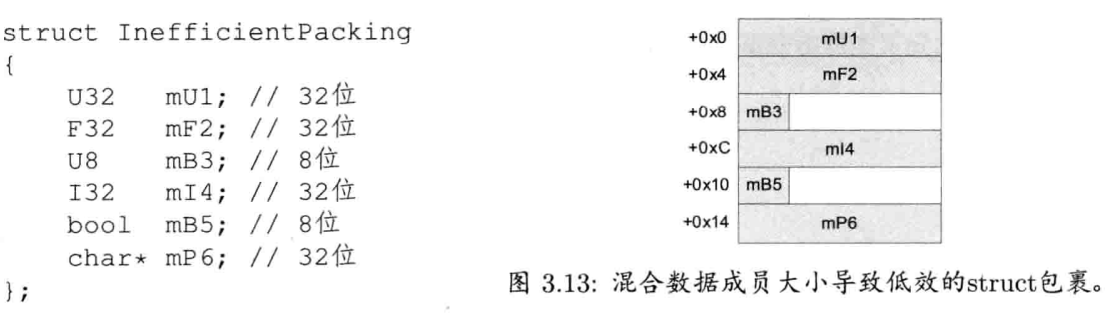 struct InefficientPacking
{
U32 mU1; // 32位
F32 mF2; // 32位
U8 mB3; // 8位
I32 mI4; // 32位
bool mB5; // 8位
char* mP6; // 32位
};
+0x0 mU1
+0x4 mF2
+0x8 mB3
+0xC mI4
+0x10 mB5
+0x14 mP6
图 3.13: 混合数据成员大小导致低效的struct包裹。